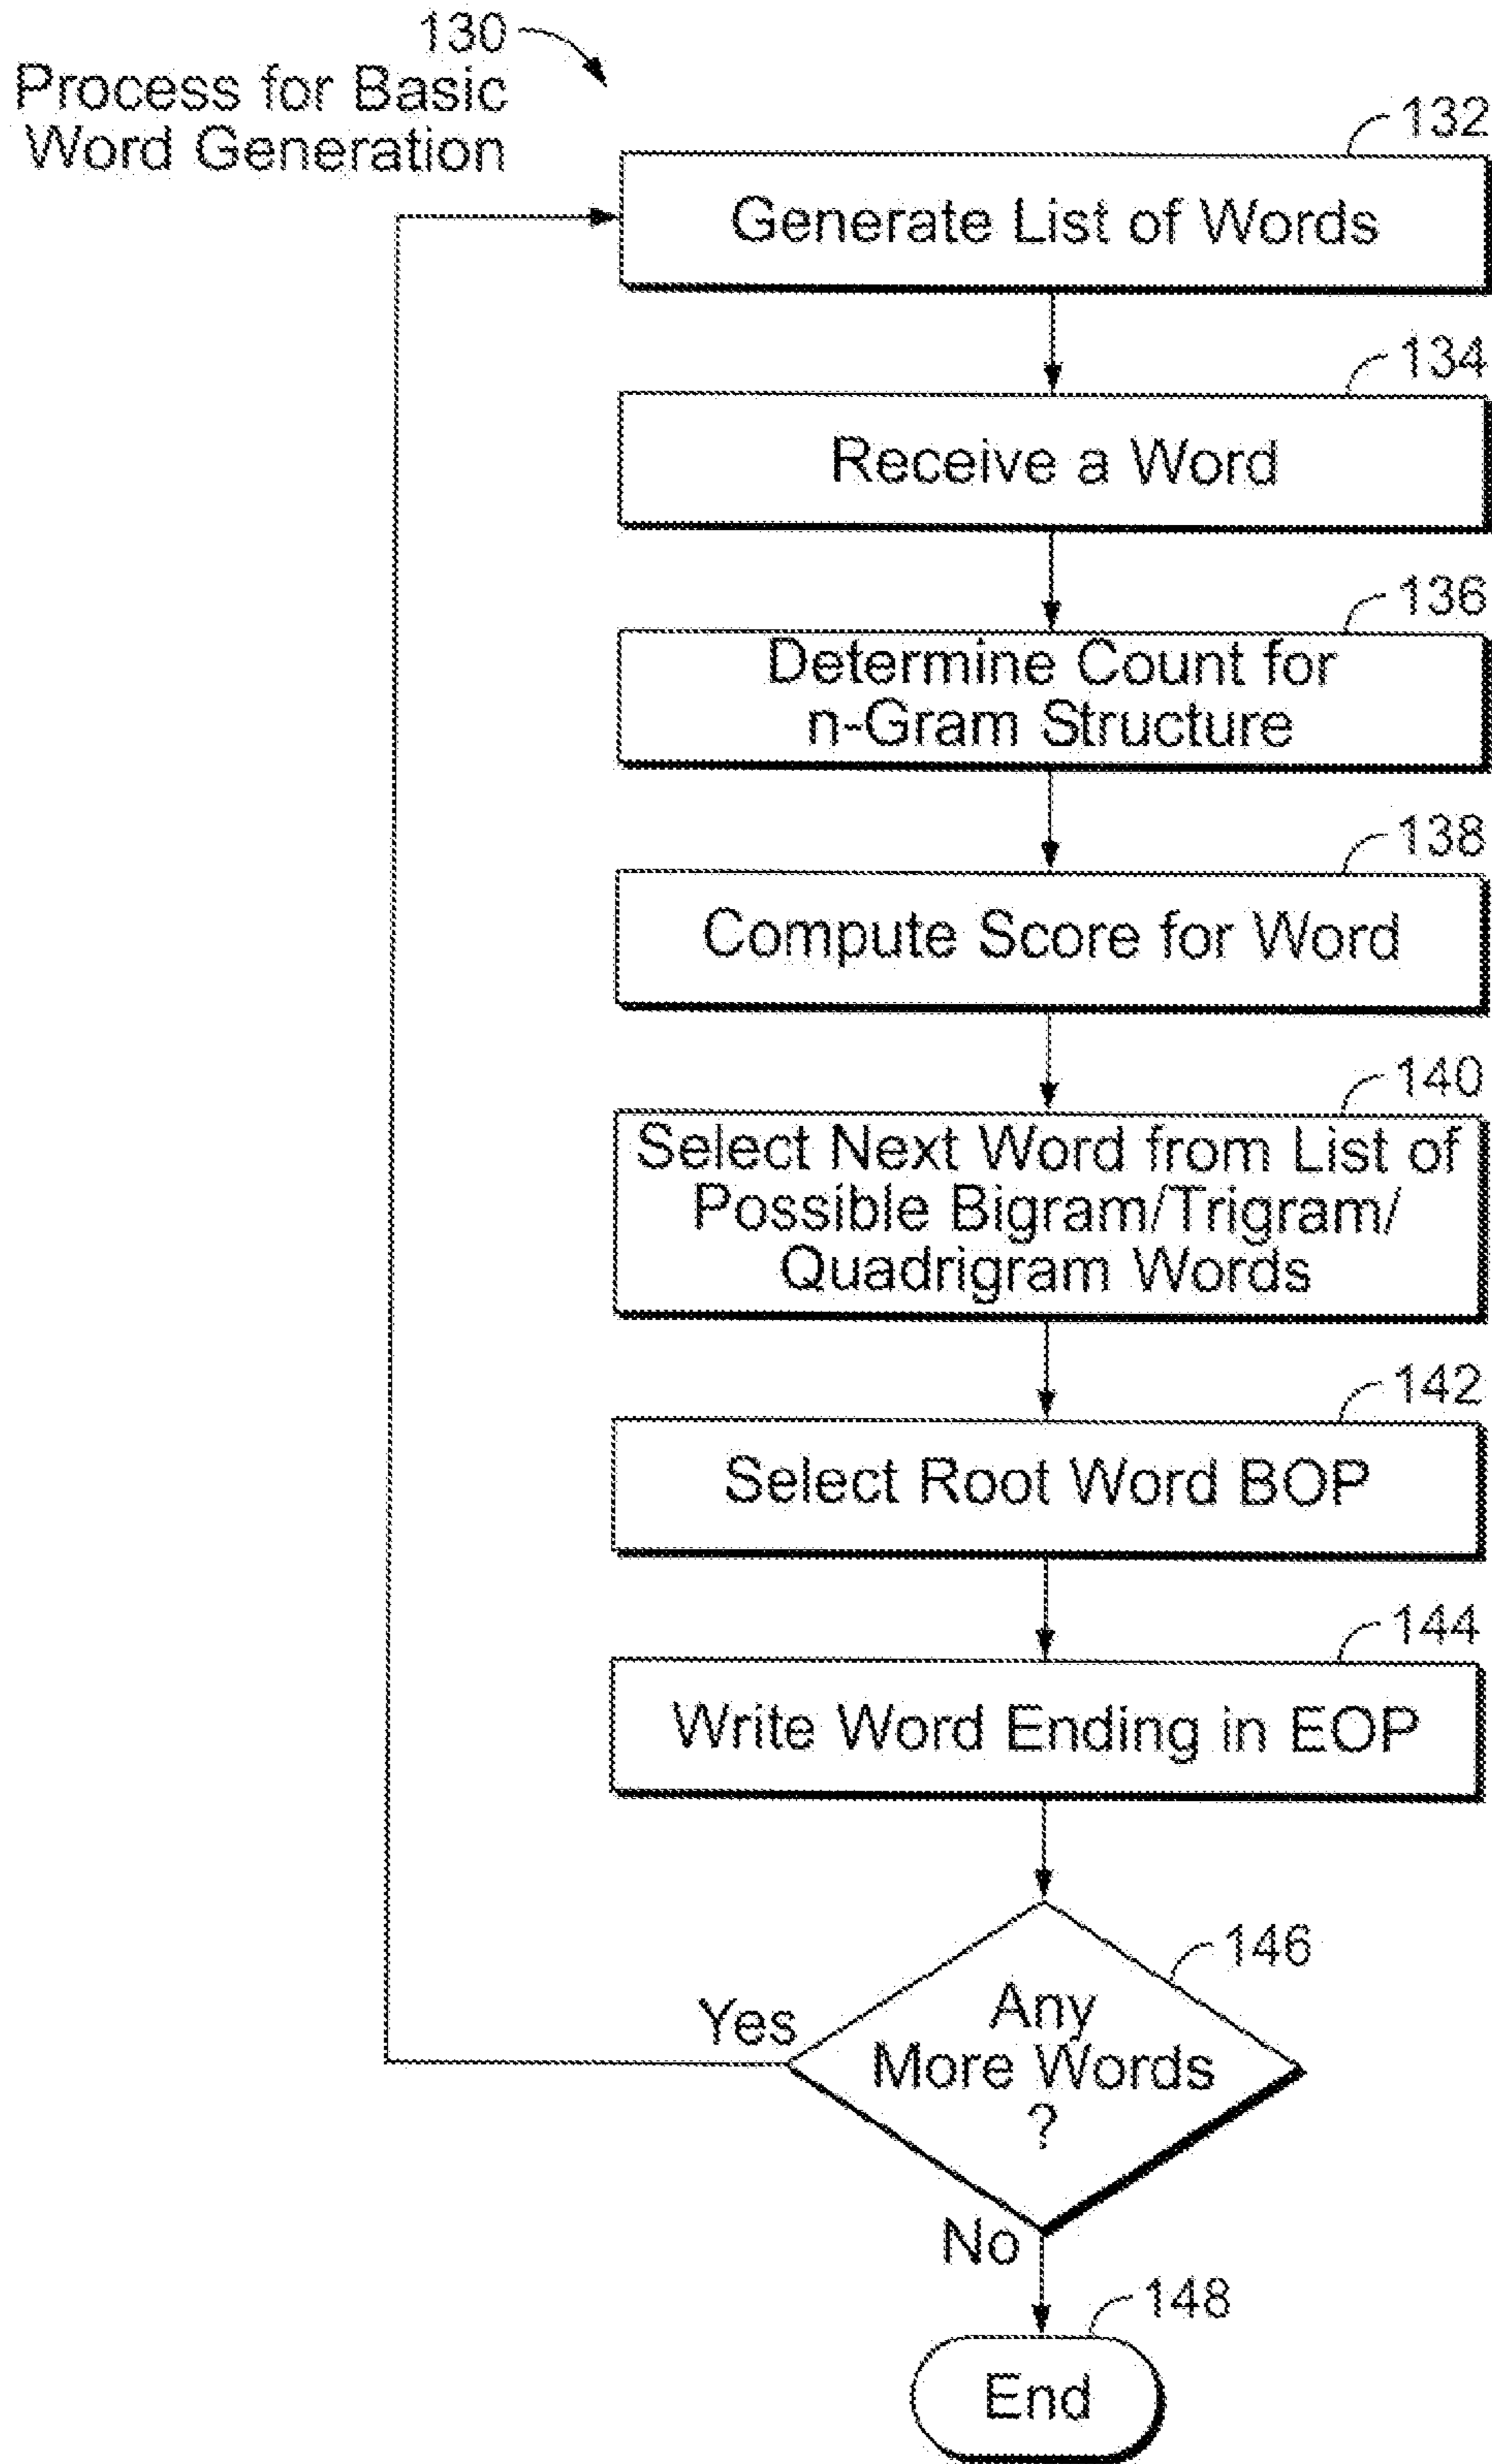 130
Process for Basic
Word Generation
132
Generate List of Words
134
Receive a Word
136
Determine Count for
n-Gram Structure
138
Compute Score for Word
140
Select Next Word from List of
Possible Bigram/Trigram/
Quadrigram Words
142
Select Root Word BOP
144
Write Word Ending in EOP
146
Any
More Words
?
Yes
No
148
End